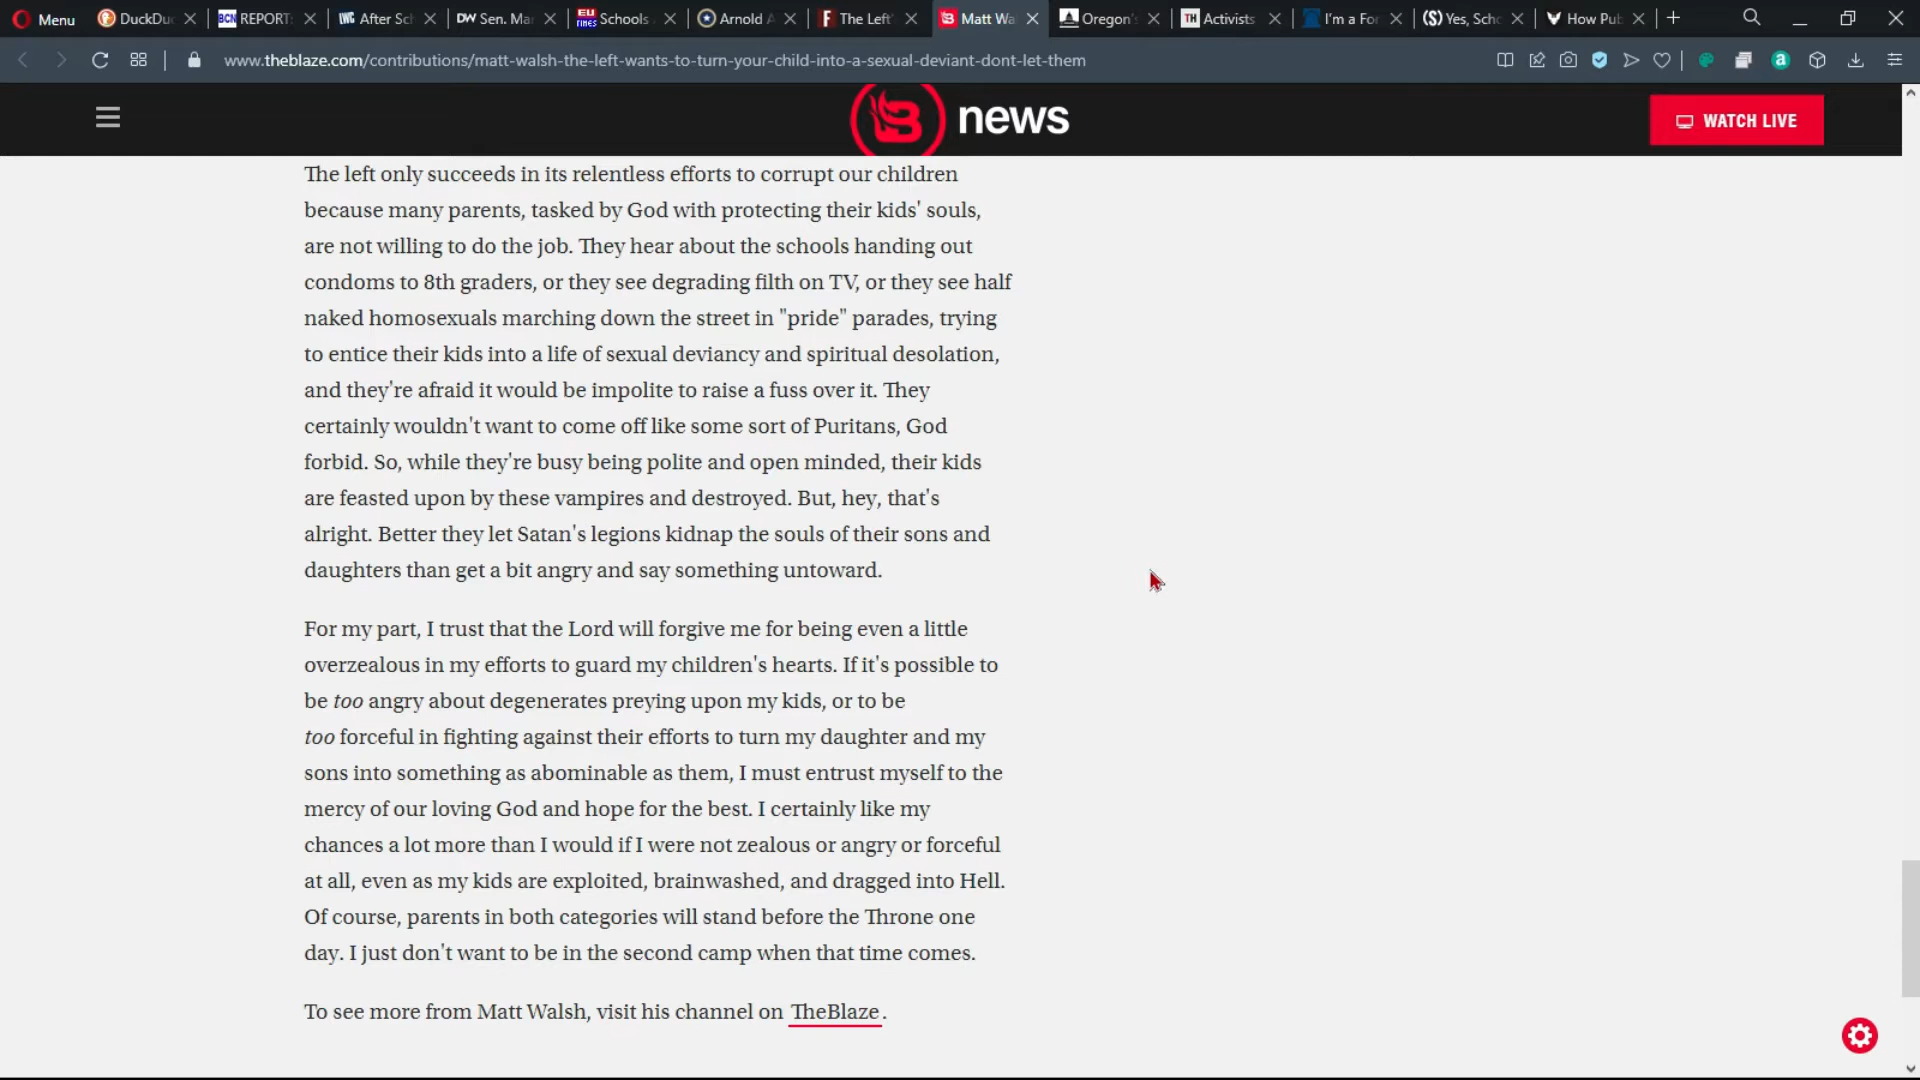 Menu
DuckDu
BCN REPORT:
IWG After Sch
DW Sen. Mar
EU TIMES Schools
Arnold A
F The Left'
Matt Wa
Oregon's
TH Activists
I'm a For
(S) Yes, Scho
How Pub
www.theblaze.com/contributions/matt-walsh-the-left-wants-to-turn-your-child-into-a-sexual-deviant-dont-let-them
a
B news
WATCH LIVE
The left only succeeds in its relentless efforts to corrupt our children
because many parents, tasked by God with protecting their kids' souls,
are not willing to do the job. They hear about the schools handing out
condoms to 8th graders, or they see degrading filth on TV, or they see half
naked homosexuals marching down the street in "pride" parades, trying
to entice their kids into a life of sexual deviancy and spiritual desolation,
and they're afraid it would be impolite to raise a fuss over it. They
certainly wouldn't want to come off like some sort of Puritans, God
forbid. So, while they're busy being polite and open minded, their kids
are feasted upon by these vampires and destroyed. But, hey, that's
alright. Better they let Satan's legions kidnap the souls of their sons and
daughters than get a bit angry and say something untoward.
For my part, I trust that the Lord will forgive me for being even a little
overzealous in my efforts to guard my children's hearts. If it's possible to
be too angry about degenerates preying upon my kids, or to be
too forceful in fighting against their efforts to turn my daughter and my
sons into something as abominable as them, I must entrust myself to the
mercy of our loving God and hope for the best. I certainly like my
chances a lot more than I would if I were not zealous or angry or forceful
at all, even as my kids are exploited, brainwashed, and dragged into Hell.
Of course, parents in both categories will stand before the Throne one
day. I just don't want to be in the second camp when that time comes.
To see more from Matt Walsh, visit his channel on TheBlaze.